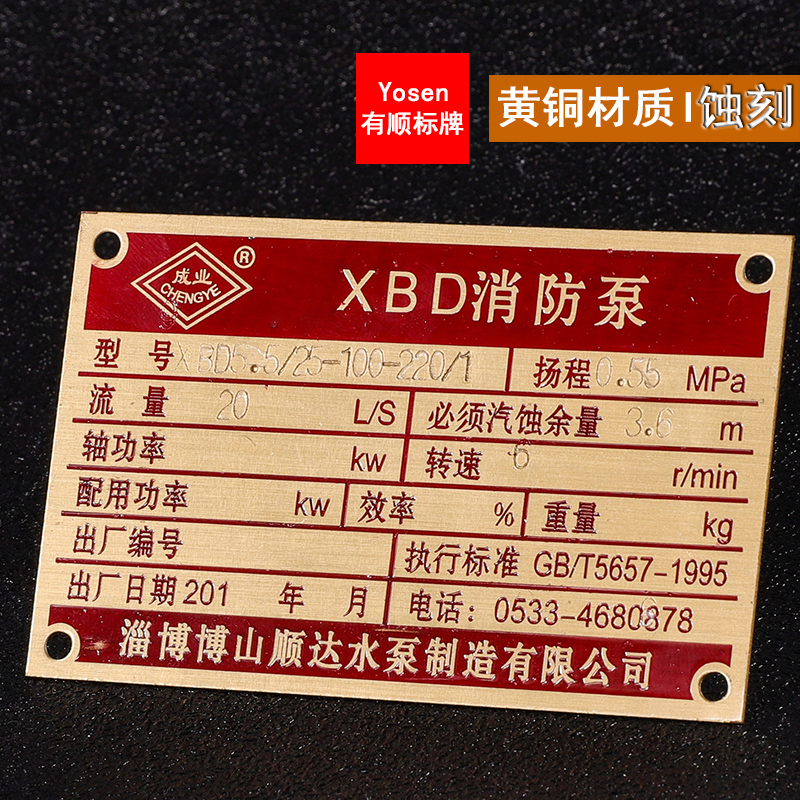 Yosen
有顺标牌
黄铜材质 | 蚀刻
成业
CHENGYE
®
XBD消防泵
型号 XBD5.5/25-100-220/1 扬程 0.55 MPa
流量 20 L/S 必须汽蚀余量 3.6 m
轴功率 kw 转速 6 r/min
配用功率 kw 效率 % 重量 kg
出厂编号 执行标准 GB/T5657-1995
出厂日期 201 年 月 电话: 0533-4680878
淄博博山顺达水泵制造有限公司